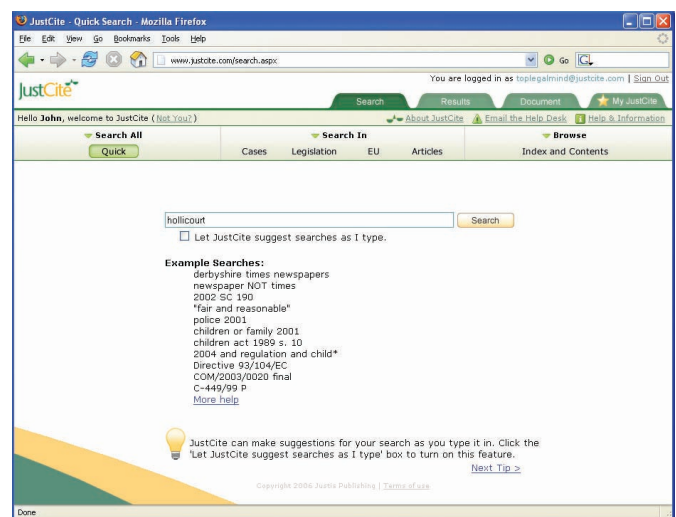 JustCite - Quick Search - Mozilla Firefox
File Edit View Go Bookmarks Tools Help
www.justcite.com/search.aspx Go G
You are logged in as toplegalmind@justcite.com | Sign Out
JustCite
Search Results Document My JustCite
Hello John, welcome to JustCite (Not You?) About JustCite Email the Help Desk Help & Information
Search All Search In Browse
Quick Cases Legislation EU Articles Index and Contents
hollicourt Search
Let JustCite suggest searches as I type.
Example Searches:
derbyshire times newspapers
newspaper NOT times
2002 SC 190
"fair and reasonable"
police 2001
children or family 2001
children act 1989 s. 10
2004 and regulation and child*
Directive 93/104/EC
COM/2003/0020 final
C-449/99 P
More help
JustCite can make suggestions for your search as you type it in. Click the
'Let JustCite suggest searches as I type' box to turn on this feature.
Next Tip >
Copyright 2006 Justis Publishing | Terms of use
Done